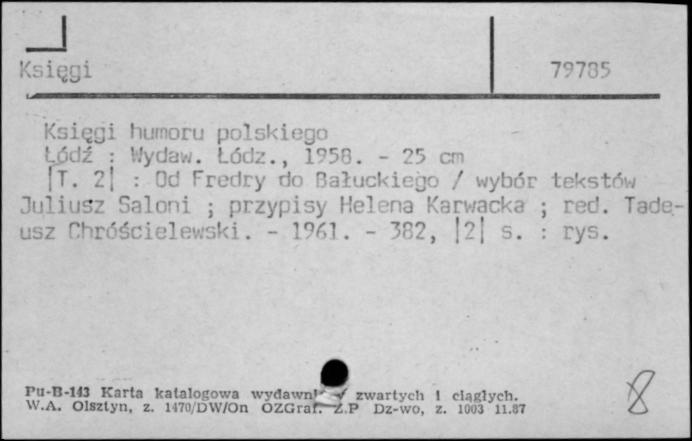 Księgi 79785
Księgi humoru polskiego
Łódź : Wydaw. Łódz., 1958. - 25 cm
|T. 2| : Od Fredry do Bałuckiego / wybór tekstów
Juliusz Saloni ; przypisy Helena Karwacka ; red. Tade-
usz Chróścielewski. - 1961. - 382, |2| s. : rys.
Pu-B-143 Karta katalogowa zwartych i ciągłych.
W.A. Olsztyn, z. 1470/DW/On OZGraf. Z.P Dz-wo, z. 1003 11.87
8